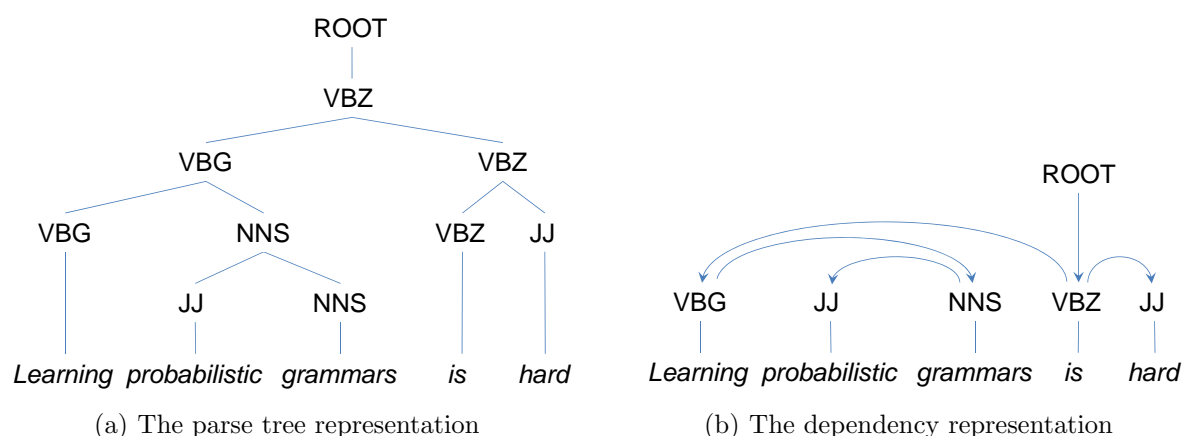 ROOT
VBZ
VBG VBZ
VBG NNS VBZ JJ
JJ NNS
Learning probabilistic grammars is hard
(a) The parse tree representation
ROOT
VBG JJ NNS VBZ JJ
Learning probabilistic grammars is hard
(b) The dependency representation